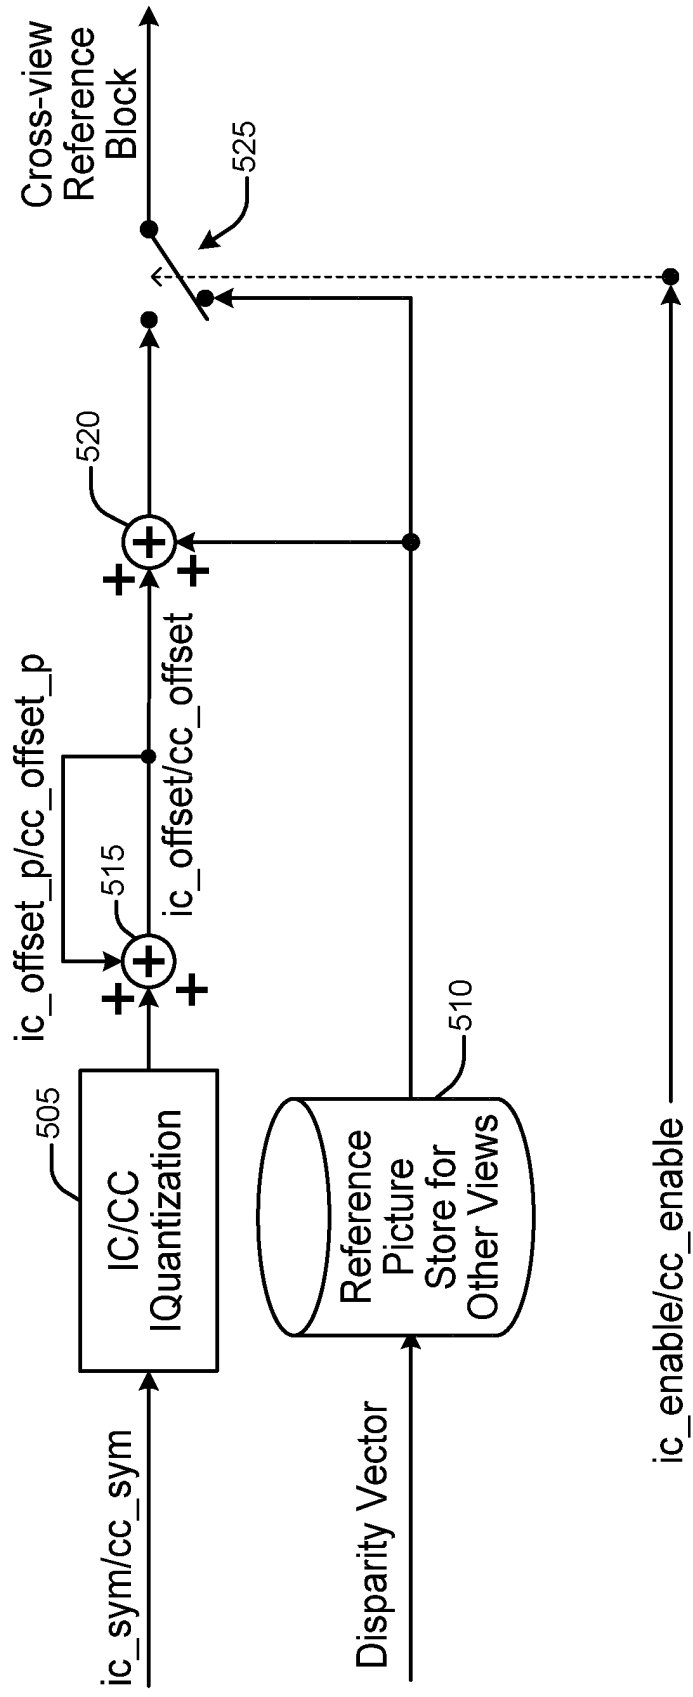 ic_sym/cc_sym
505
IC/CC
IQuantization
ic_offset_p/cc_offset_p
515
+
+
+
ic_offset/cc_offset
520
+
+
+
525
Cross-view
Reference
Block
Disparity Vector
Reference
Picture
Store for
Other Views
510
ic_enable/cc_enable